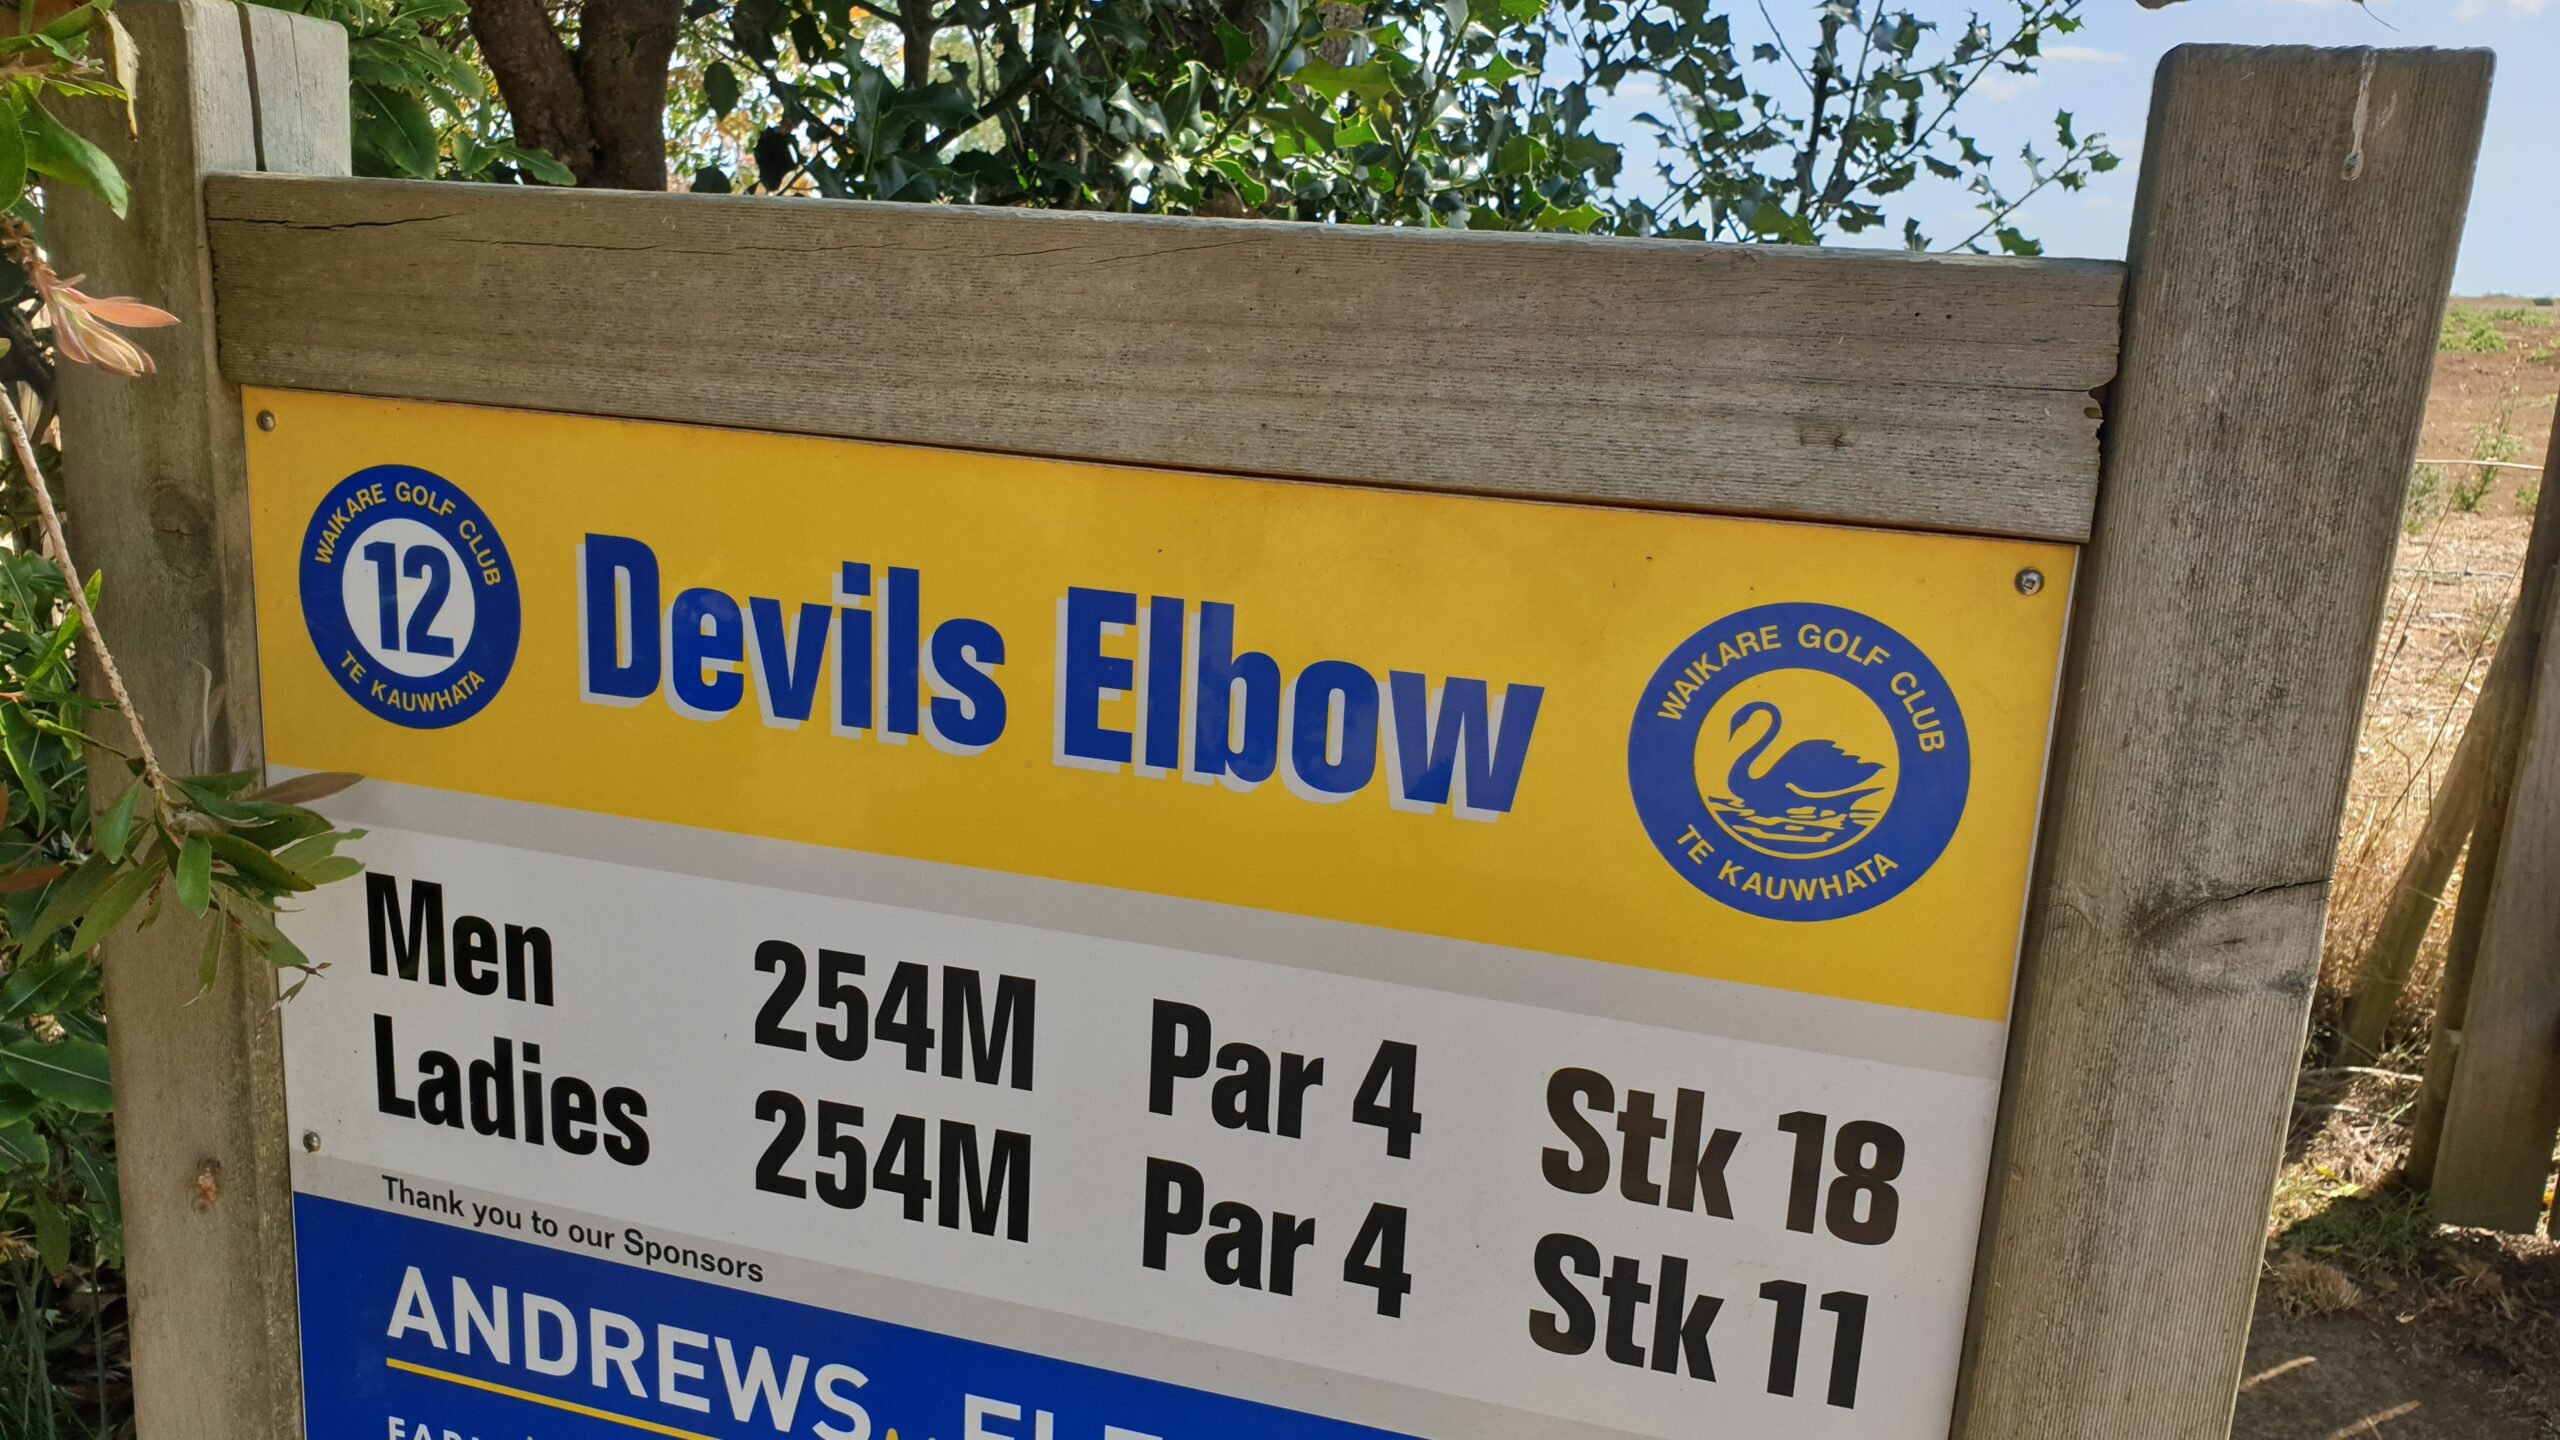 WAIKARE GOLF CLUB
12
TE KAUWHATA
Devils Elbow
WAIKARE GOLF CLUB
TE KAUWHATA
Men 254M Par 4 Stk 18
Ladies 254M Par 4 Stk 11
Thank you to our Sponsors
ANDREWS